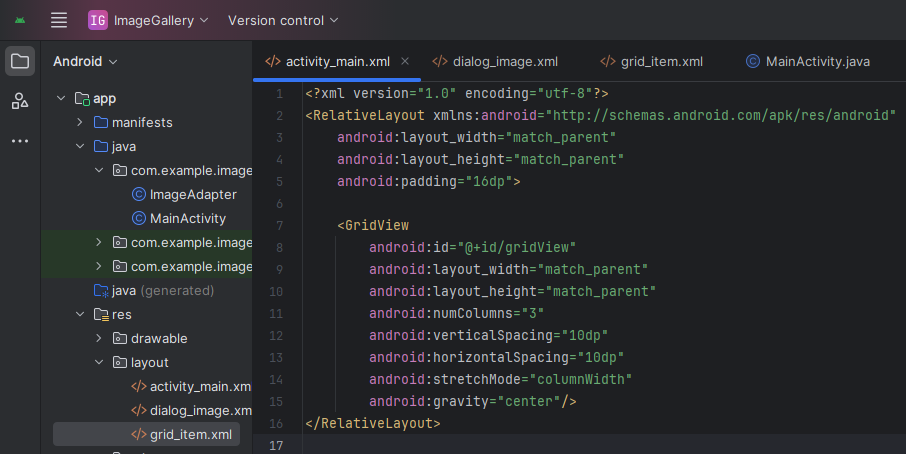 IG ImageGallery Version control
Android
activity_main.xml dialog_image.xml grid_item.xml MainActivity.java
app
manifests
java
com.example.image
ImageAdapter
MainActivity
com.example.image
com.example.image
java (generated)
res
drawable
layout
activity_main.xm
dialog_image.xm
grid_item.xml
1 <?xml version="1.0" encoding="utf-8"?>
2 <RelativeLayout xmlns:android="http://schemas.android.com/apk/res/android"
3 android:layout_width="match_parent"
4 android:layout_height="match_parent"
5 android:padding="16dp">
6
7 <GridView
8 android:id="@+id/gridView"
9 android:layout_width="match_parent"
10 android:layout_height="match_parent"
11 android:numColumns="3"
12 android:verticalSpacing="10dp"
13 android:horizontalSpacing="10dp"
14 android:stretchMode="columnWidth"
15 android:gravity="center"/>
16 </RelativeLayout>
17